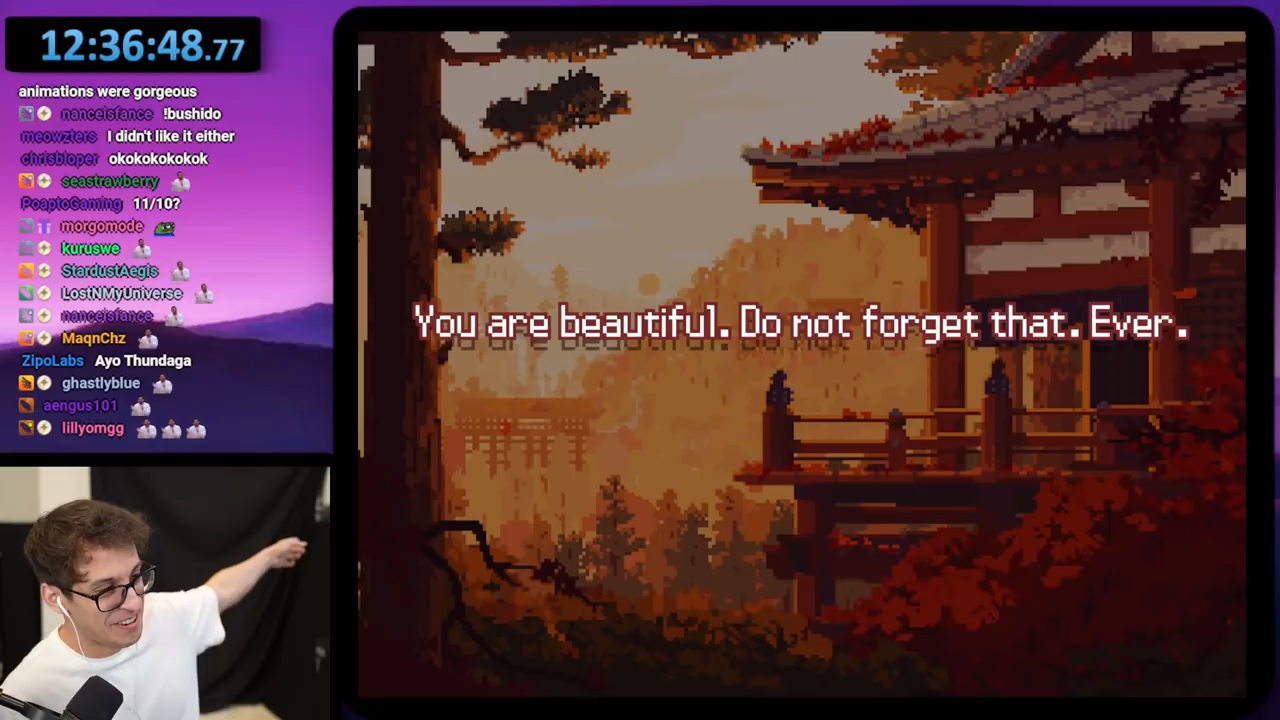 12:36:48.77
animations were gorgeous
nanceisfance !bushido
meowzters I didn't like it either
chrisbloper okokokokokok
seastrawberry
PoaptoGaming 11/10?
morgomode
kuruswe
StardustAegis
LostNMyUniverse
nanceisfance
MaqnChz
ZipoLabs Ayo Thundaga
ghastlyblue
aengus101
lillyomgg
You are beautiful. Do not forget that. Ever.